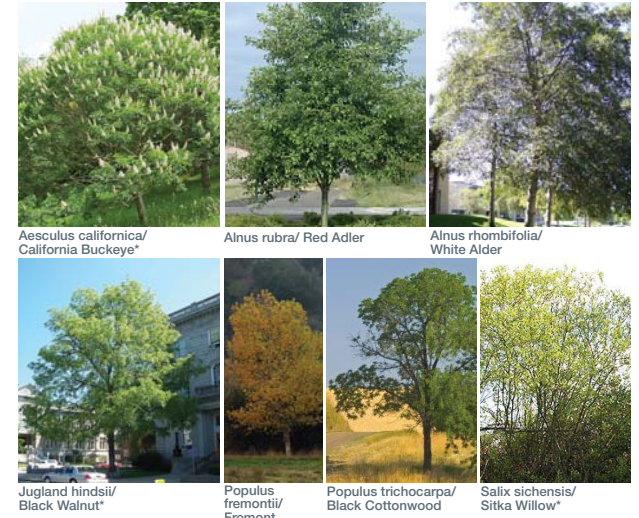 Aesculus californica/
California Buckeye*
Alnus rubra/ Red Adler
Alnus rhombifolia/
White Alder
Jugland hindsii/
Black Walnut*
Populus
fremontii/
Fremont
Populus trichocarpa/
Black Cottonwood
Salix sichensis/
Sitka Willow*